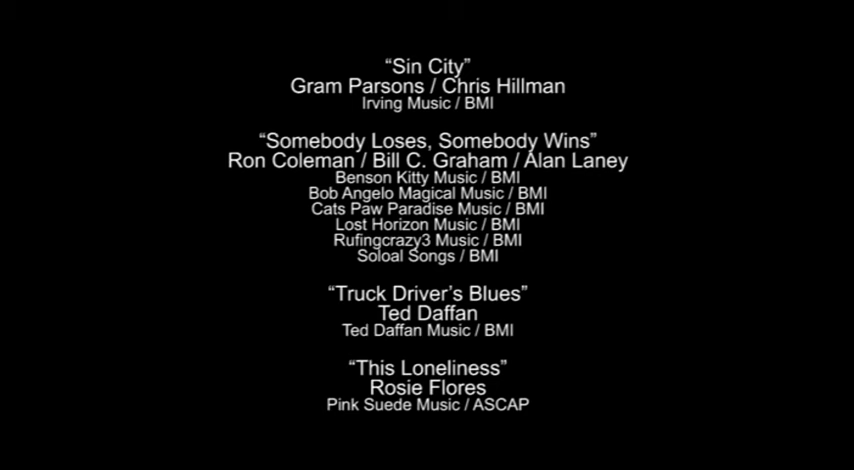 “Sin City”
Gram Parsons / Chris Hillman
Irving Music / BMI
“Somebody Loses, Somebody Wins”
Ron Coleman / Bill C. Graham / Alan Laney
Benson Kitty Music / BMI
Bob Angelo Magical Music / BMI
Cats Paw Paradise Music / BMI
Lost Horizon Music / BMI
Rufingcrazy3 Music / BMI
Soloal Songs / BMI
“Truck Driver’s Blues”
Ted Daffan
Ted Daffan Music / BMI
“This Loneliness”
Rosie Flores
Pink Suede Music / ASCAP